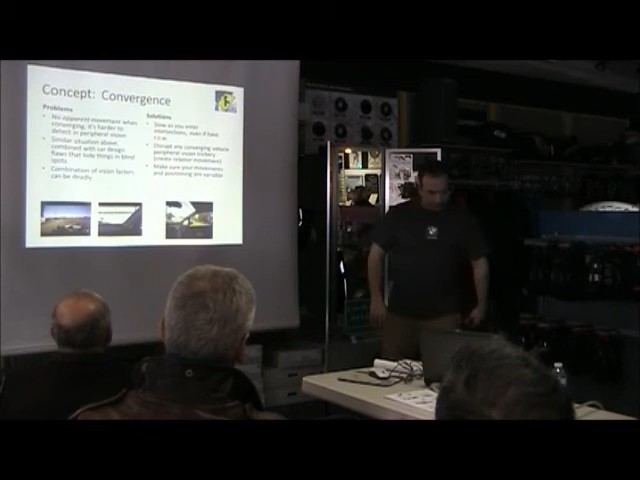 Concept: Convergence
Problems
• No apparent movement when
converging, it's harder to
detect in peripheral vision
• Similar situation above,
combined with car design
flaws that hide things in blind
spots
• Combination of vision factors
can be deadly
Solutions
• Slow as you enter
intersections, even if have
r.o.w.
• Disrupt any converging vehicle
peripheral vision trickery
(create relative movement)
• Make sure your movements
and positioning are variable